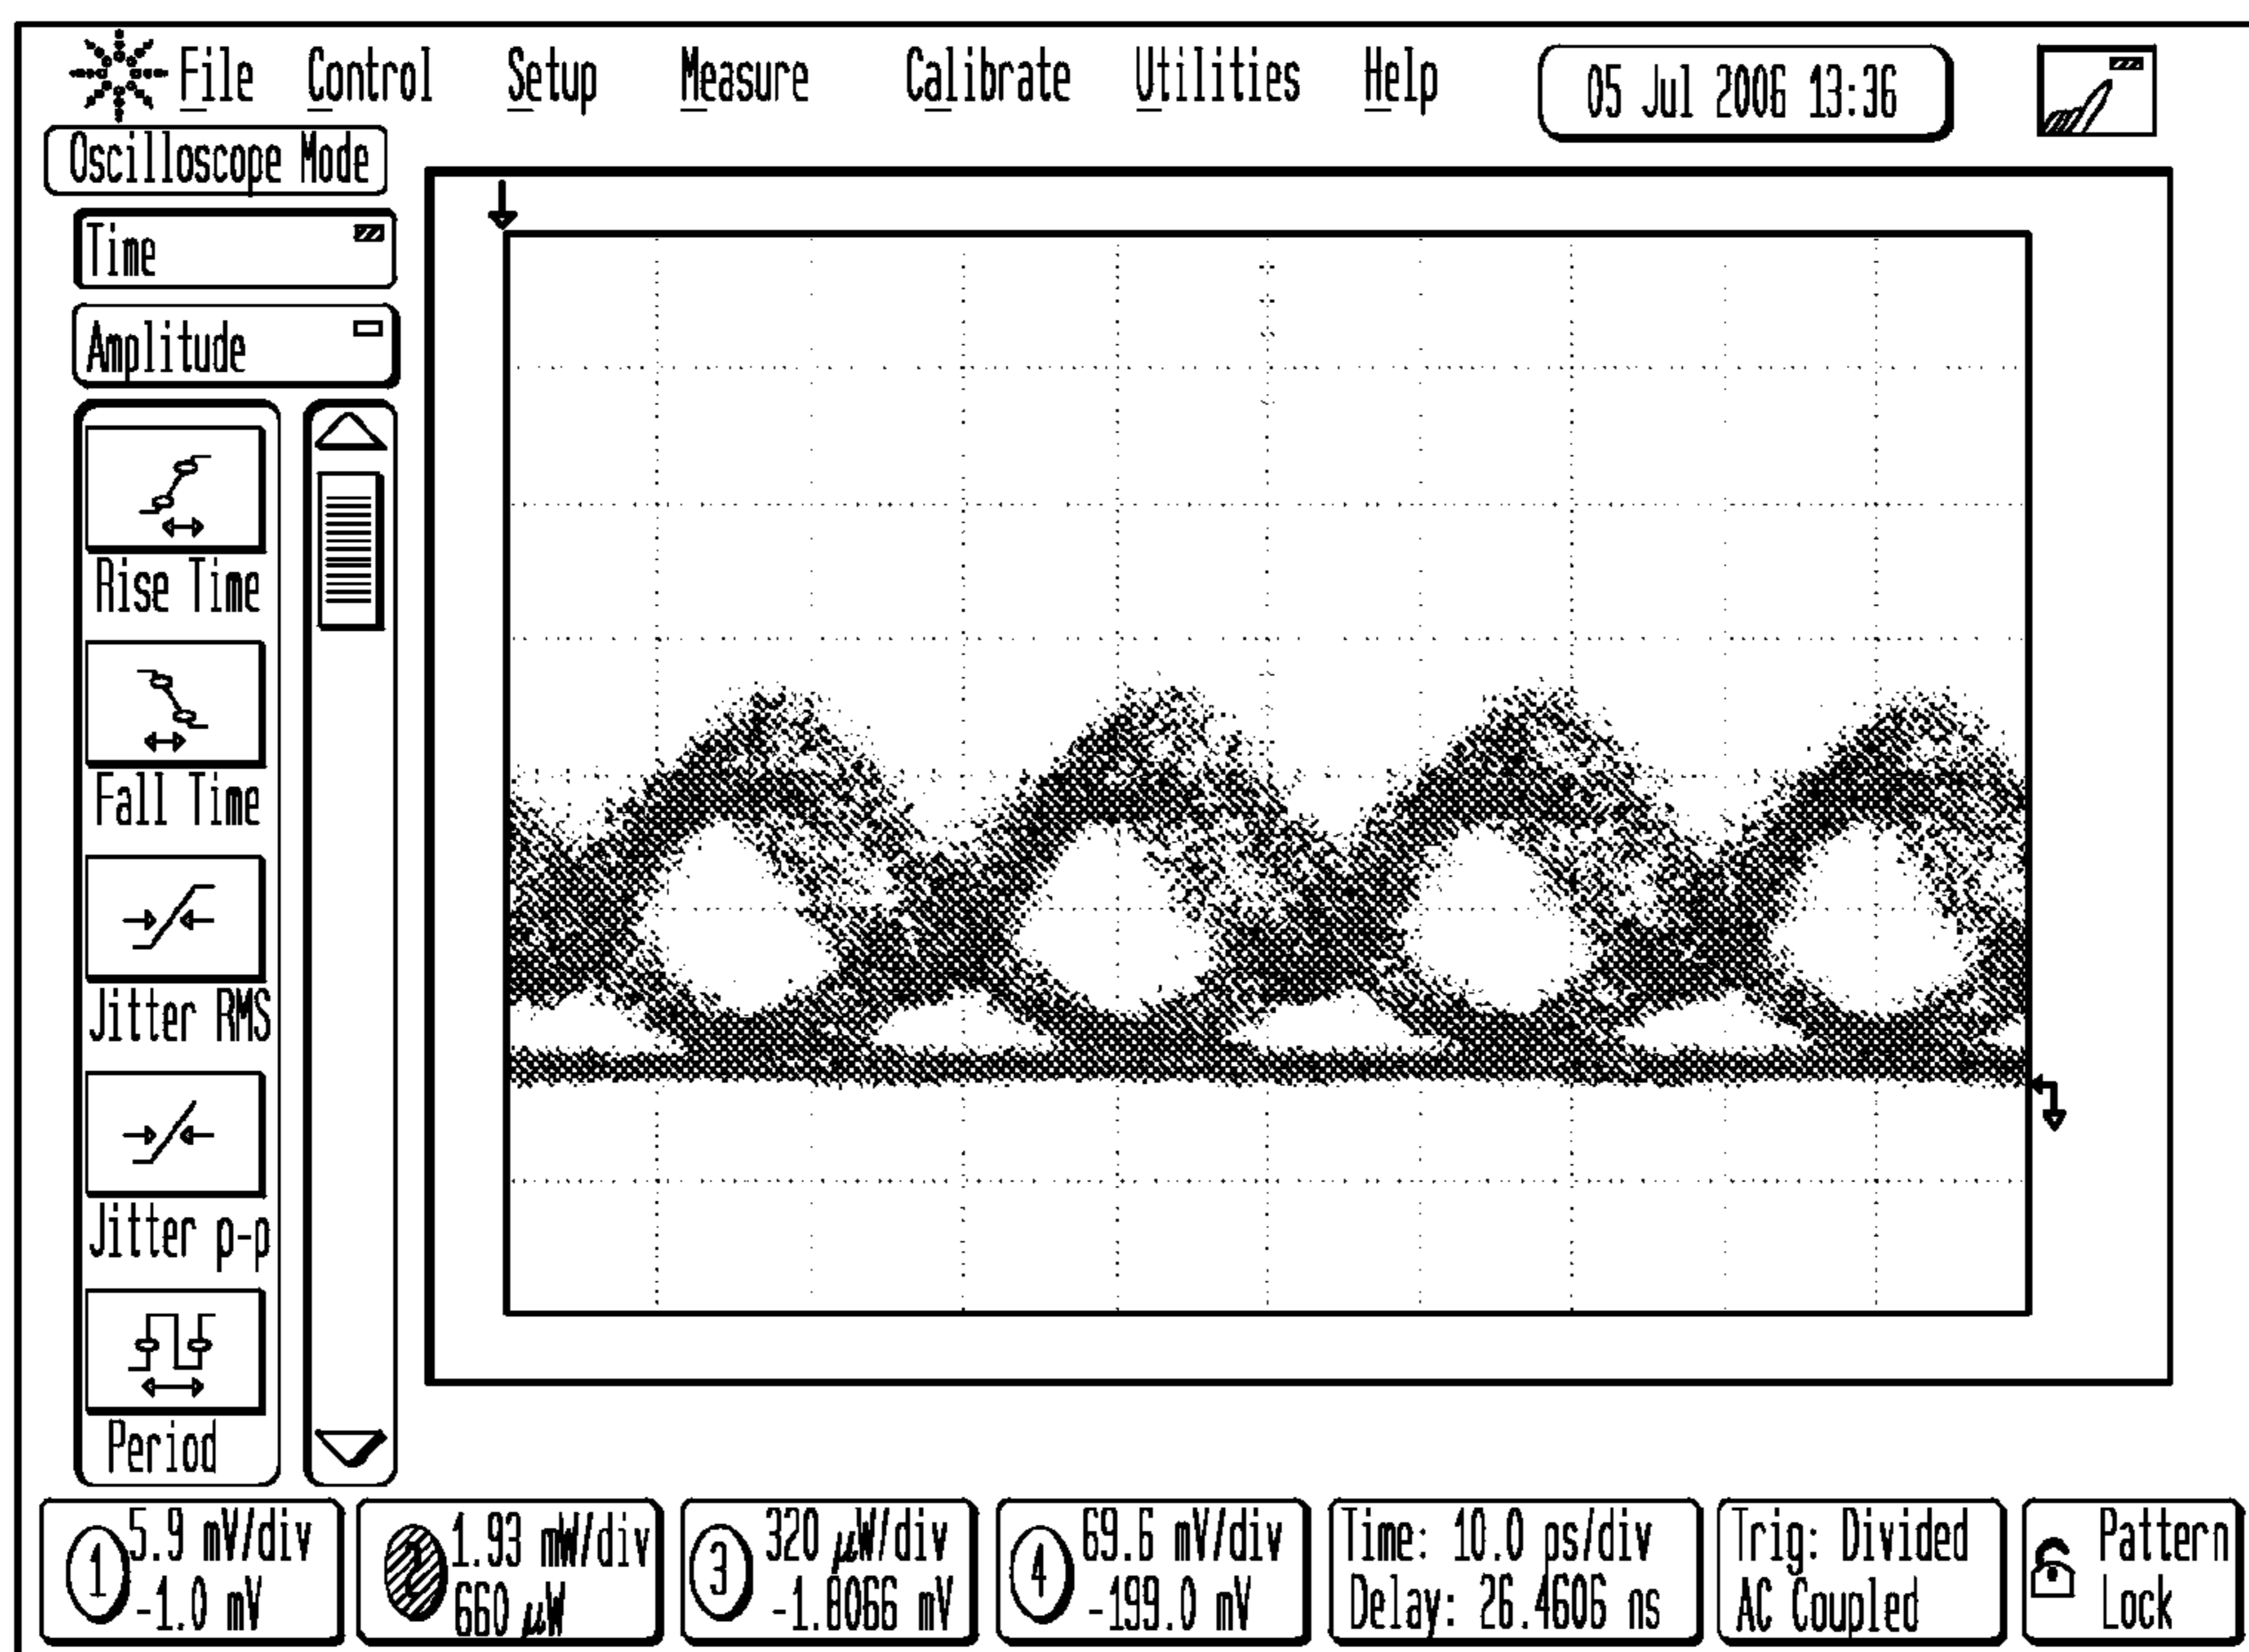 File Control Setup Measure Calibrate Utilities Help 05 Jul 2006 13:36
Oscilloscope Mode
Time
Amplitude
Rise Time
Fall Time
Jitter RMS
Jitter p-p
Period
1 5.9 mV/div
-1.0 mV
2 1.93 mW/div
660 μW
3 320 μW/div
-1.8066 mV
4 69.6 mV/div
-199.0 mV
Time: 10.0 ps/div
Delay: 26.4606 ns
Trig: Divided
AC Coupled
Pattern
Lock